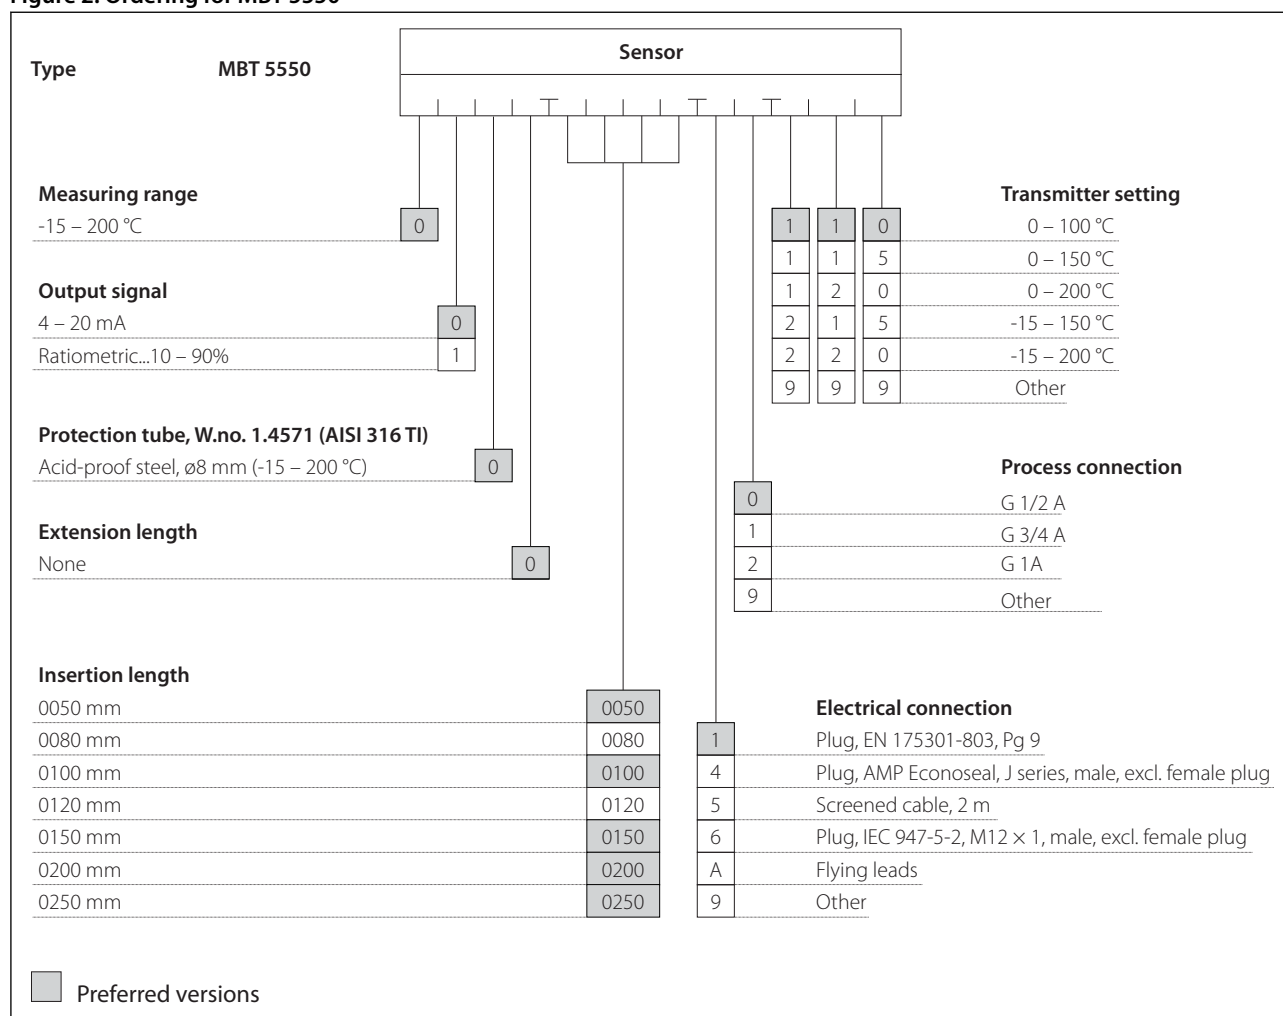 Type MBT 5550 Sensor
Measuring range
-15 – 200 °C 0
Output signal
4 – 20 mA 0
Ratiometric...10 – 90% 1
Protection tube, W.no. 1.4571 (AISI 316 TI)
Acid-proof steel, ø8 mm (-15 – 200 °C) 0
Extension length
None 0
Insertion length
0050 mm 0050
0080 mm 0080
0100 mm 0100
0120 mm 0120
0150 mm 0150
0200 mm 0200
0250 mm 0250
Transmitter setting
1 1 0 0 – 100 °C
1 1 5 0 – 150 °C
1 2 0 0 – 200 °C
2 1 5 -15 – 150 °C
2 2 0 -15 – 200 °C
9 9 9 Other
Process connection
0 G 1/2 A
1 G 3/4 A
2 G 1A
9 Other
Electrical connection
1 Plug, EN 175301-803, Pg 9
4 Plug, AMP Econoseal, J series, male, excl. female plug
5 Screened cable, 2 m
6 Plug, IEC 947-5-2, M12 × 1, male, excl. female plug
A Flying leads
9 Other
Preferred versions